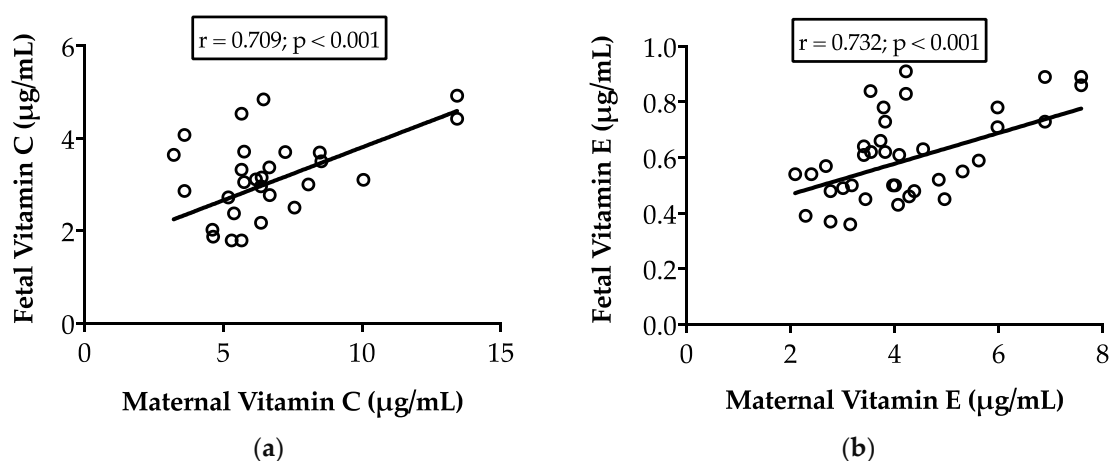 r = 0.709; p < 0.001
6
4
2
0
Fetal Vitamin C (µg/mL)
0 5 10 15
Maternal Vitamin C (µg/mL)
(a)
r = 0.732; p < 0.001
1.0
0.8
0.6
0.4
0.2
0.0
Fetal Vitamin E (µg/mL)
0 2 4 6 8
Maternal Vitamin E (µg/mL)
(b)